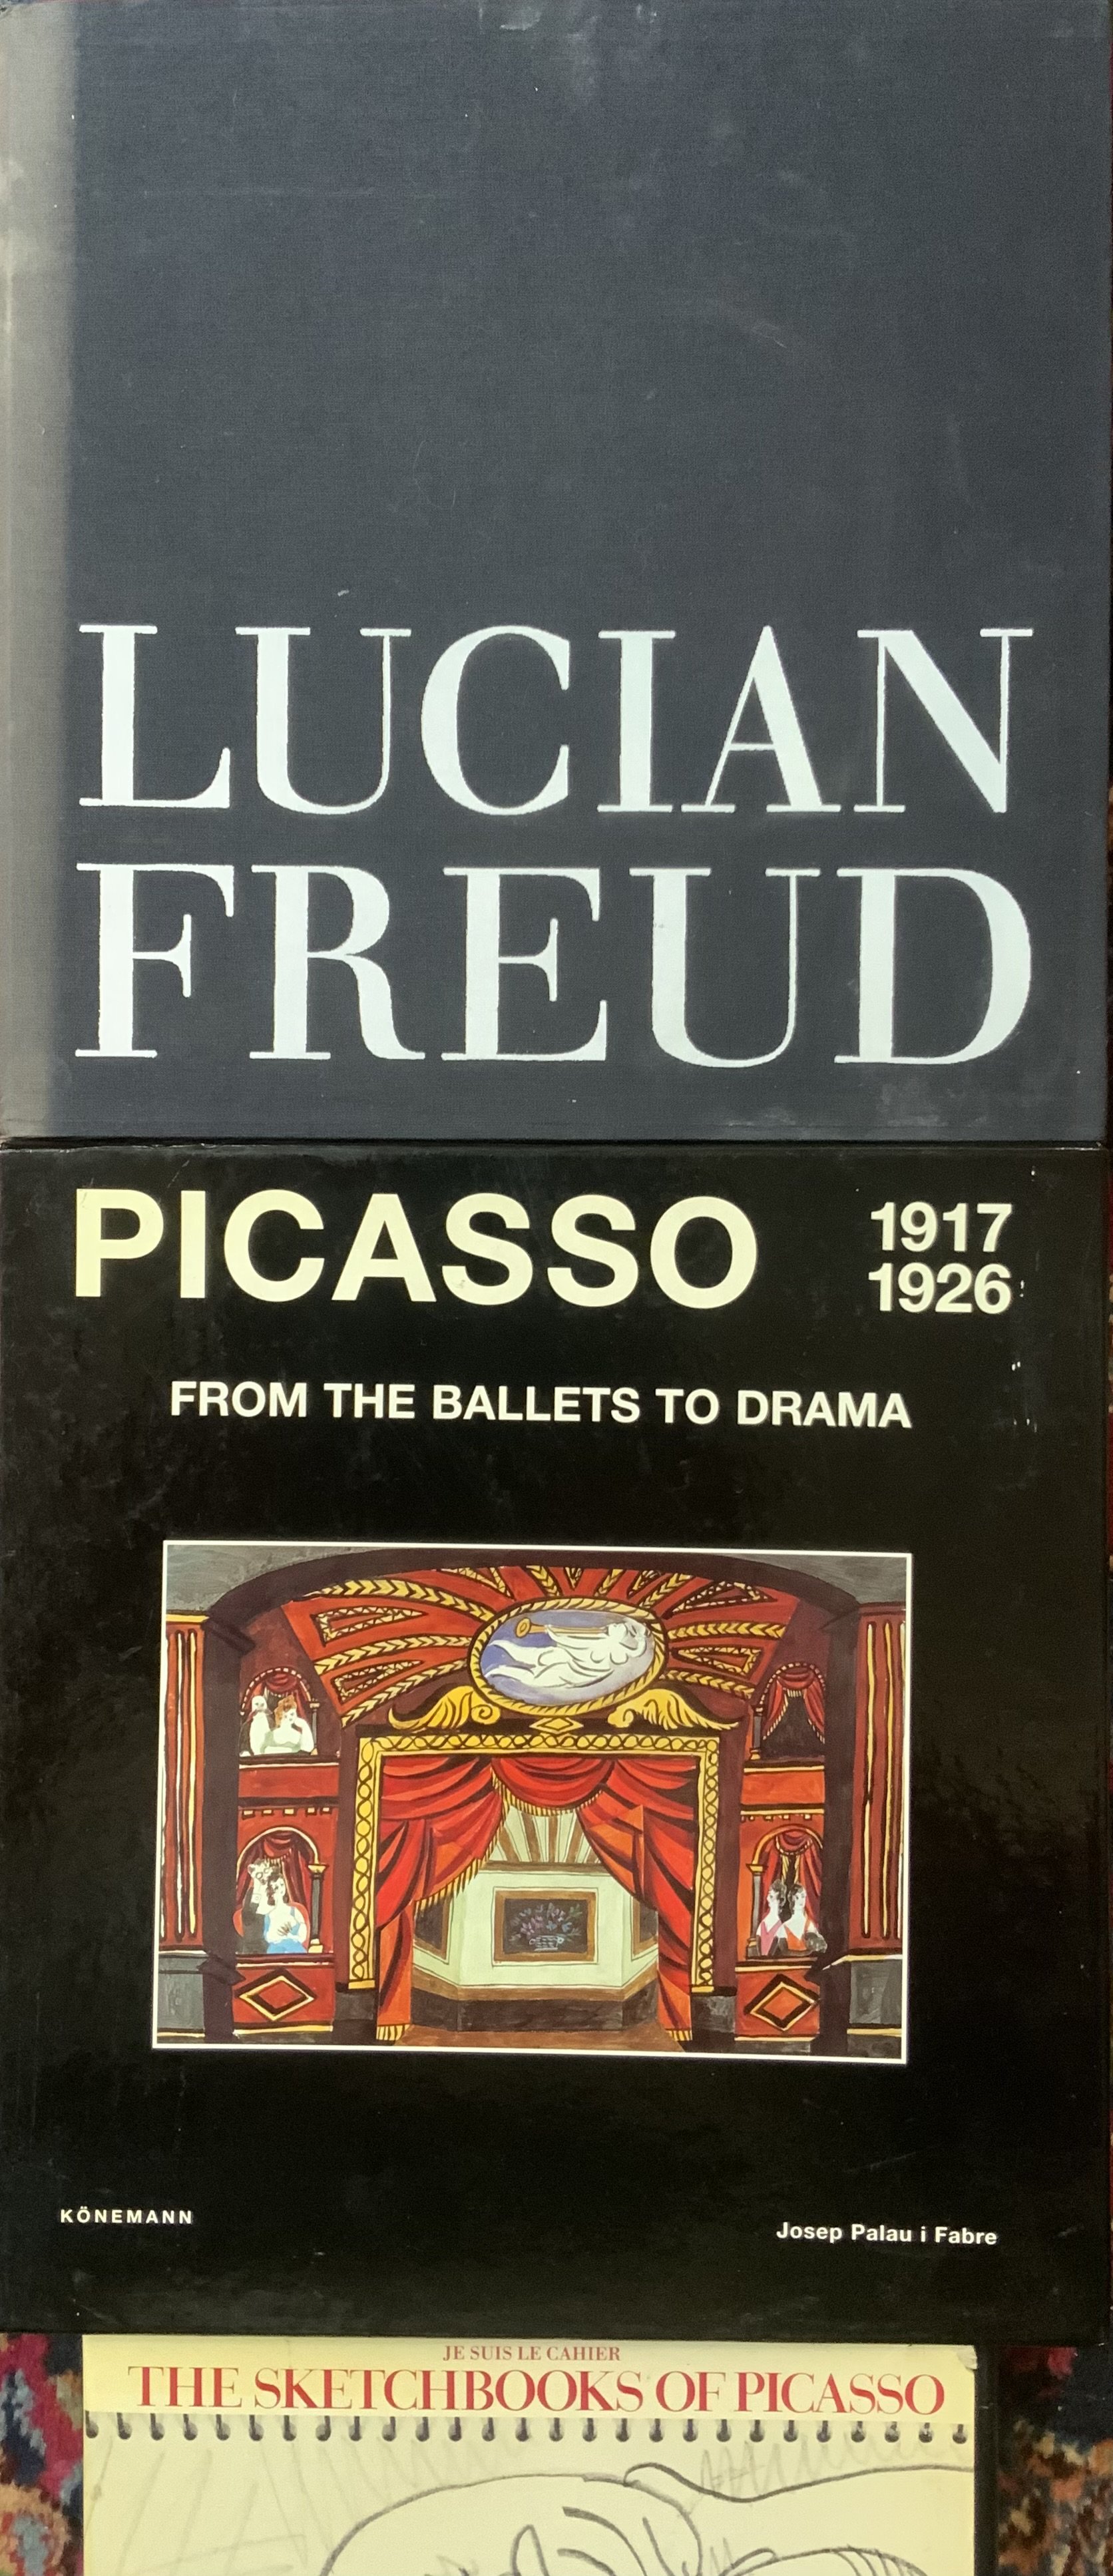 LUCIAN
FREUD
PICASSO
1917
1926
FROM THE BALLETS TO DRAMA
KÖNEMANN
Josep Palau i Fabre
JE SUIS LE CAHIER
THE SKETCHBOOKS OF PICASSO